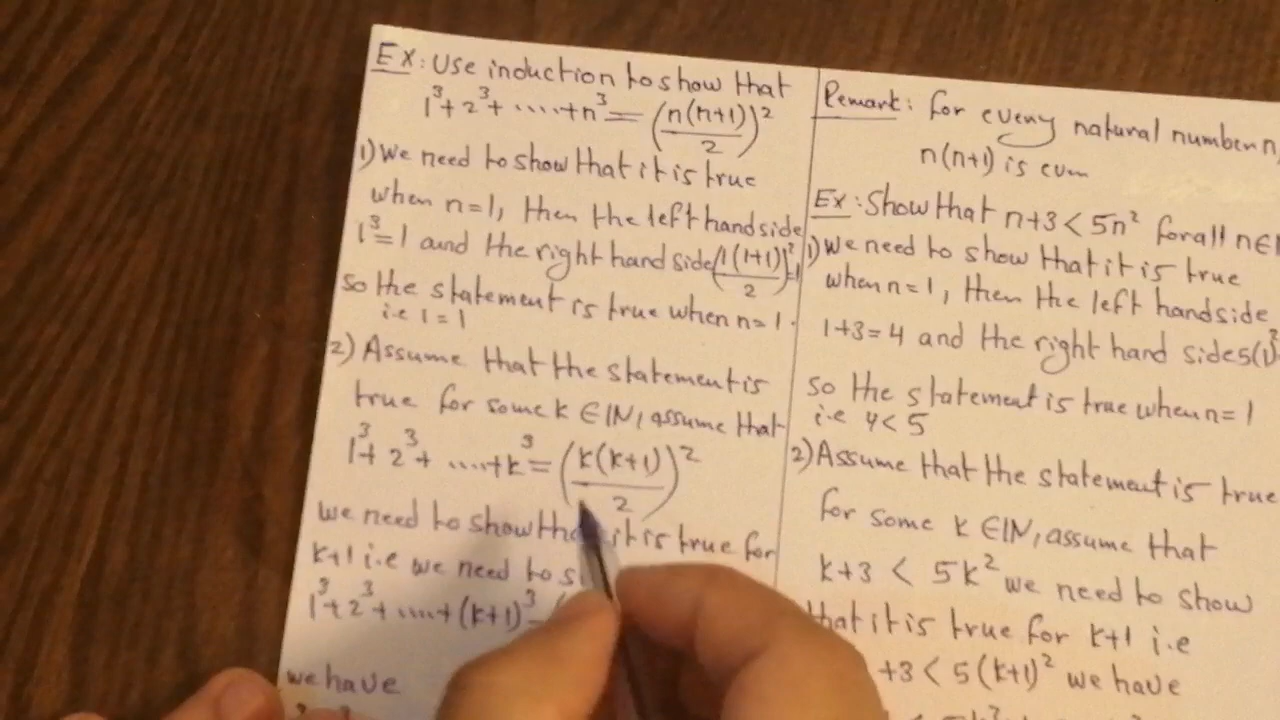 Ex: Use induction to show that
1³+2³+.....+n³=(n(n+1)/2)²
1) We need to show that it is true
when n=1, then the left hand side
1³=1 and the right hand side (1(1+1)/2)²=1
so the statement is true when n=1.
i.e 1=1
2) Assume that the statement is
true for some k ∈ IN, assume that
1³+2³+.....+k³=(k(k+1)/2)²
we need to show that it is true for
k+1 i.e we need to
1³+2³+.....+(k+1)³
we have
Remark: for every natural number n,
n(n+1) is even
Ex: Show that n+3<5n² for all n∈
1) We need to show that it is true
when n=1, then the left hand side
1+3=4 and the right hand side 5(1)²
so the statement is true when n=1
i.e 4<5
2) Assume that the statement is true
for some k ∈ IN, assume that
k+3 < 5k² we need to show
that it is true for k+1 i.e
+3 < 5(k+1)² we have